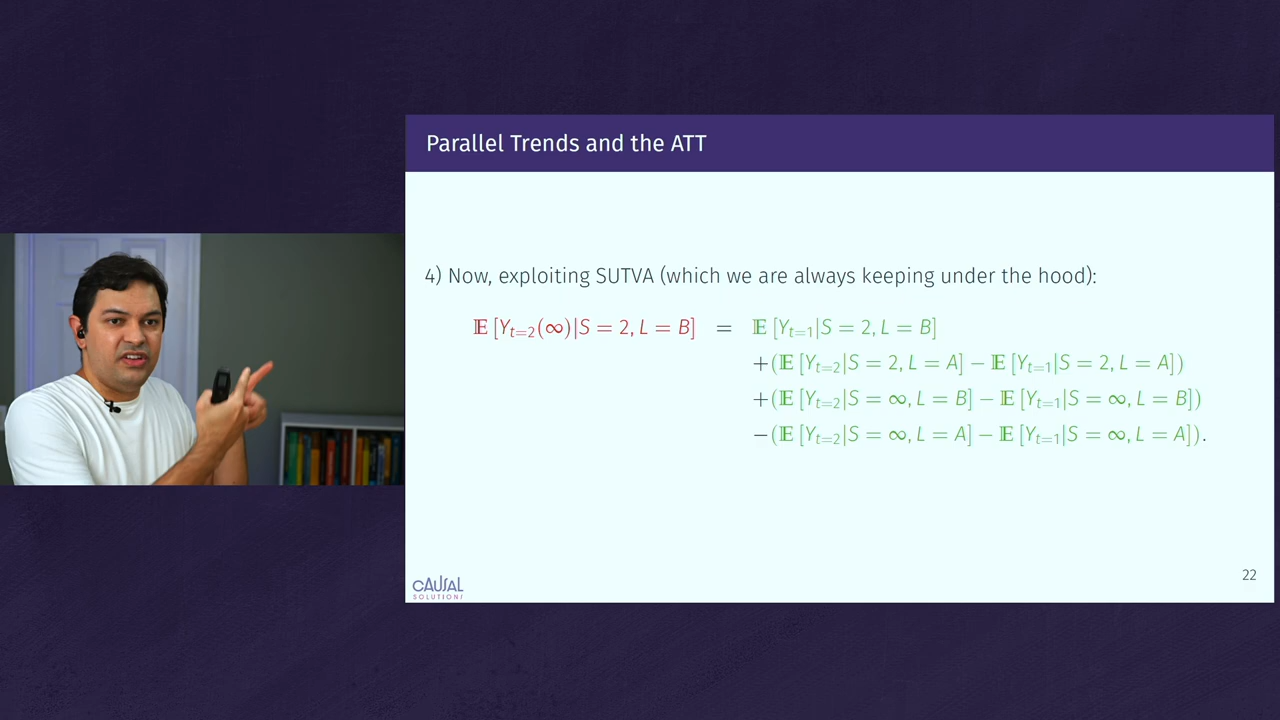 Parallel Trends and the ATT
4) Now, exploiting SUTVA (which we are always keeping under the hood):
𝔼 [Y_{t=2}(∞)|S = 2, L = B] = 𝔼 [Y_{t=1}|S = 2, L = B]
+(𝔼 [Y_{t=2}|S = 2, L = A] − 𝔼 [Y_{t=1}|S = 2, L = A])
+(𝔼 [Y_{t=2}|S = ∞, L = B] − 𝔼 [Y_{t=1}|S = ∞, L = B])
−(𝔼 [Y_{t=2}|S = ∞, L = A] − 𝔼 [Y_{t=1}|S = ∞, L = A]).
22
CAUSAL
SOLUTIONS